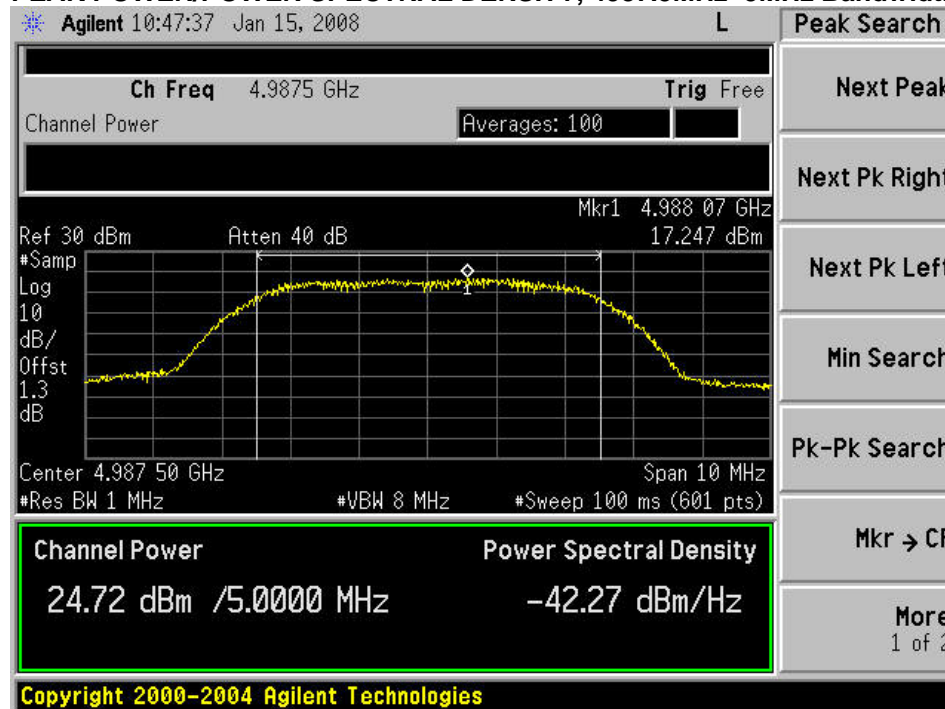 Agilent 10:47:37 Jan 15, 2008 L Peak Search
Ch Freq 4.9875 GHz Trig Free
Channel Power Averages: 100
Next Peak
Next Pk Right
Mkr1 4.988 07 GHz
Ref 30 dBm Atten 40 dB 17.247 dBm
#Samp
Log
10
dB/
Offst
1.3
dB
1
Next Pk Left
Min Search
Pk-Pk Search
Center 4.987 50 GHz Span 10 MHz
#Res BW 1 MHz #VBW 8 MHz #Sweep 100 ms (601 pts)
Channel Power Power Spectral Density
24.72 dBm /5.0000 MHz -42.27 dBm/Hz
Mkr → CF
More
1 of 2
Copyright 2000-2004 Agilent Technologies